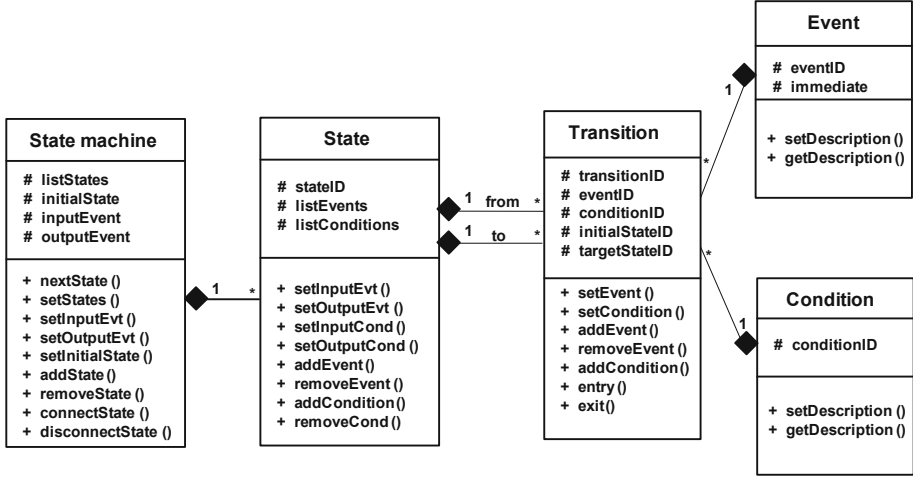 State machine
# listStates
# initialState
# inputEvent
# outputEvent
+ nextState ()
+ setStates ()
+ setInputEvt ()
+ setOutputEvt ()
+ setInitialState ()
+ addState ()
+ removeState ()
+ connectState ()
+ disconnectState ()
1 *
State
# stateID
# listEvents
# listConditions
+ setInputEvt ()
+ setOutputEvt ()
+ setInputCond ()
+ setOutputCond ()
+ addEvent ()
+ removeEvent ()
+ addCondition ()
+ removeCond ()
1 from *
1 to *
Transition
# transitionID
# eventID
# conditionID
# initialStateID
# targetStateID
+ setEvent ()
+ setCondition ()
+ addEvent ()
+ removeEvent ()
+ addCondition ()
+ entry ()
+ exit ()
*
1
*
1
Event
# eventID
# immediate
+ setDescription ()
+ getDescription ()
Condition
# conditionID
+ setDescription ()
+ getDescription ()